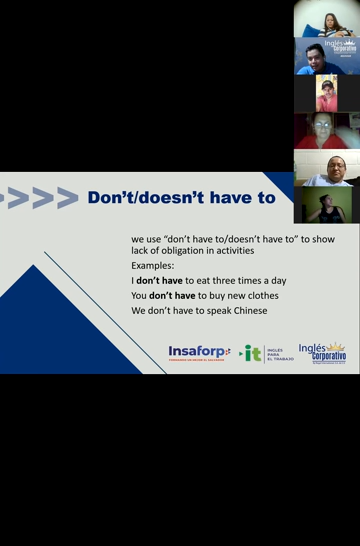 Inglés
Corporativo
Don't/doesn't have to
we use "don't have to/doesn't have to" to show
lack of obligation in activities
Examples:
I don't have to eat three times a day
You don't have to buy new clothes
We don't have to speak Chinese
Insaforp
it
INGLÉS
PARA
EL TRABAJO
Inglés
Corporativo